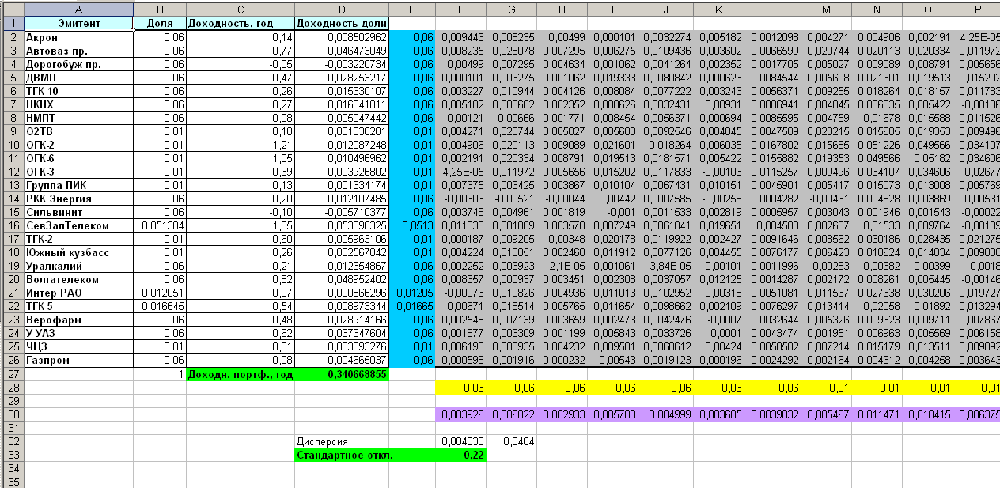 A B C D E F G H I J K L M N O P
1 Эмитент Доля Доходность, год Доходность доли
2 Акрон 0,06 0,14 0,008502962 0,06 0,009443 0,008235 0,00499 0,000101 0,0032274 0,005182 0,0012098 0,004271 0,004906 0,002191 4,25E-05
3 Автоваз пр. 0,06 0,77 0,046473049 0,06 0,008235 0,028078 0,007295 0,006275 0,0109436 0,003602 0,0066599 0,020744 0,020113 0,020334 0,011972
4 Дорогобуж пр. 0,06 -0,05 -0,003220734 0,06 0,00499 0,007295 0,004634 0,001062 0,0041264 0,002352 0,0017705 0,005027 0,009089 0,008791 0,005656
5 ДВМП 0,06 0,47 0,028253217 0,06 0,000101 0,006275 0,001062 0,019333 0,0080842 0,000626 0,0084544 0,005608 0,021601 0,019513 0,015202
6 ТГК-10 0,06 0,26 0,015330107 0,06 0,003227 0,010944 0,004126 0,008084 0,0077222 0,003243 0,0056371 0,009255 0,018264 0,018157 0,011783
7 НКНХ 0,06 0,27 0,016041011 0,06 0,005182 0,003602 0,002352 0,000626 0,0032431 0,00931 0,0006941 0,004845 0,006035 0,005422 -0,00106
8 НМПТ 0,06 -0,08 -0,005047442 0,06 0,00121 0,00666 0,001771 0,008454 0,0056371 0,000694 0,0085595 0,004759 0,01678 0,015588 0,011526
9 О2ТВ 0,01 0,18 0,001836201 0,01 0,004271 0,020744 0,005027 0,005608 0,0092546 0,004845 0,0047589 0,020215 0,015685 0,019353 0,009496
10 ОГК-2 0,01 1,21 0,012087248 0,01 0,004906 0,020113 0,009089 0,021601 0,018264 0,006035 0,0167802 0,015685 0,051226 0,049566 0,034107
11 ОГК-6 0,01 1,05 0,010496962 0,01 0,002191 0,020334 0,008791 0,019513 0,0181571 0,005422 0,0155882 0,019353 0,049566 0,05182 0,034606
12 ОГК-3 0,01 0,39 0,003926802 0,01 4,25E-05 0,011972 0,005656 0,015202 0,0117833 -0,00106 0,0115257 0,009496 0,034107 0,034606 0,02677
13 Группа ПИК 0,01 0,13 0,001334174 0,01 0,007375 0,003425 0,003867 0,010104 0,0067431 0,010151 0,0045901 0,005417 0,015073 0,013008 0,005769
14 РКК Энергия 0,06 0,20 0,012107485 0,06 -0,00306 -0,00521 -0,00044 0,00442 0,0007585 -0,00258 0,0004282 -0,00461 0,004828 0,003869 0,00531
15 Сильвинит 0,06 -0,10 -0,005710377 0,06 0,003748 0,004961 0,001819 -0,001 0,0011533 0,002819 0,0005957 0,003043 0,001946 0,001543 -0,00022
16 СевЗапТелеком 0,051304 1,05 0,053890325 0,0513 0,011838 0,001009 0,003578 0,007249 0,0061841 0,019651 0,004583 0,002687 0,01533 0,009764 -0,00139
17 ТГК-2 0,01 0,60 0,005963106 0,01 0,000187 0,009205 0,00348 0,020178 0,0119922 0,002427 0,0091646 0,008562 0,030186 0,028435 0,021275
18 Южный кузбасс 0,01 0,26 0,002567842 0,01 0,004224 0,010051 0,002468 0,011912 0,0077126 0,004455 0,0076177 0,006423 0,018624 0,014834 0,009888
19 Уралкалий 0,06 0,21 0,012354867 0,06 0,002252 0,003923 -2,1E-05 0,001061 -3,84E-05 -0,00101 0,0011996 0,00283 -0,00382 -0,00399 -0,0018
20 Волгателеком 0,06 0,82 0,048952402 0,06 0,008357 0,000937 0,003451 0,002308 0,0037057 0,012125 0,0014287 0,002172 0,008261 0,005445 -0,00146
21 Интер РАО 0,012051 0,07 0,000866296 0,01205 -0,00076 0,010826 0,004936 0,011013 0,0102952 0,00318 0,0051081 0,011537 0,027338 0,030206 0,019727
22 ТГК-5 0,016645 0,54 0,008973344 0,01665 0,00671 0,018514 0,005765 0,011654 0,0098662 0,002109 0,0076297 0,013414 0,02058 0,01892 0,013294
23 Верофарм 0,06 0,48 0,028914166 0,06 0,002548 0,007139 0,003659 0,002473 0,0042476 -0,0007 0,0032644 0,005326 0,009323 0,009711 0,007867
24 У-УАЗ 0,06 0,62 0,037347604 0,06 0,001877 0,003309 0,001199 0,005843 0,0033726 0,0001 0,0043474 0,001951 0,006963 0,005569 0,006158
25 ЧЦЗ 0,01 0,31 0,003093276 0,01 0,006198 0,008935 0,004232 0,009501 0,0068612 0,00424 0,0058582 0,007214 0,015179 0,013511 0,009092
26 Газпром 0,06 -0,08 -0,004665037 0,06 0,000598 0,001916 0,000232 0,00543 0,0019123 0,000196 0,0024292 0,002164 0,004312 0,004258 0,003643
27 1 Доходн. портф., год 0,340668855
28 0,06 0,06 0,06 0,06 0,06 0,06 0,06 0,01 0,01 0,01 0,01
29
30 0,003926 0,006822 0,002933 0,005703 0,004999 0,003605 0,0039832 0,005467 0,011471 0,010415 0,006375
31
32 Дисперсия 0,004033 0,0484
33 Стандартное откл. 0,22
34
35